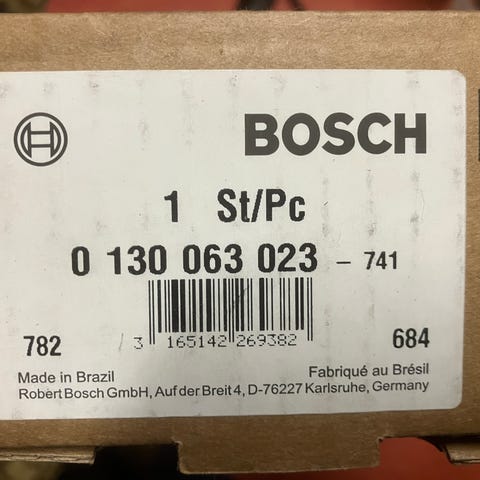 BOSCH
1 St/Pc
0 130 063 023 - 741
3 165142 269382
782
684
Made in Brazil
Fabriqué au Brésil
Robert Bosch GmbH, Auf der Breit 4, D-76227 Karlsruhe, Germany